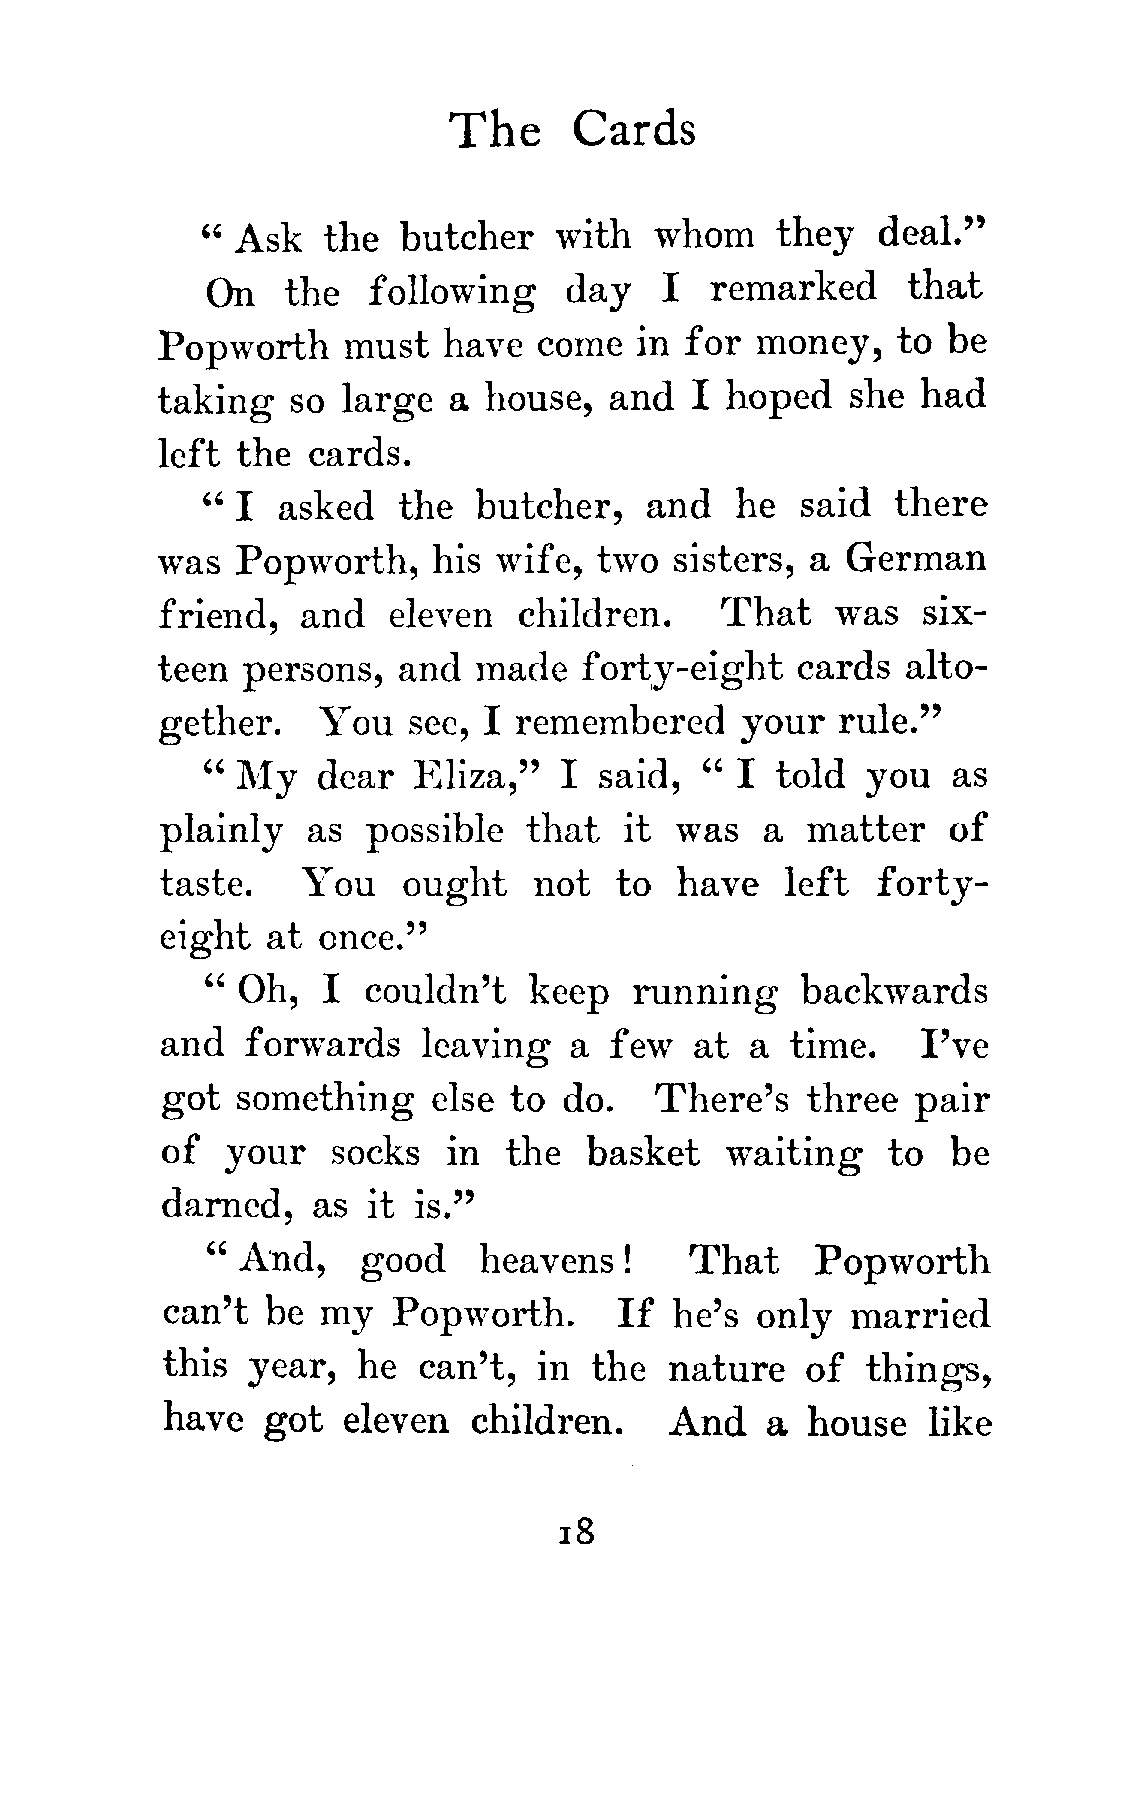 The Cards
“ Ask the butcher with whom they deal.”
On the following day I remarked that
Popworth must have come in for money, to be
taking so large a house, and I hoped she had
left the cards.
“ I asked the butcher, and he said there
was Popworth, his wife, two sisters, a German
friend, and eleven children. That was six-
teen persons, and made forty-eight cards alto-
gether. You see, I remembered your rule.”
“ My dear Eliza,” I said, “ I told you as
plainly as possible that it was a matter of
taste. You ought not to have left forty-
eight at once.”
“ Oh, I couldn’t keep running backwards
and forwards leaving a few at a time. I’ve
got something else to do. There’s three pair
of your socks in the basket waiting to be
darned, as it is.”
“ And, good heavens ! That Popworth
can’t be my Popworth. If he’s only married
this year, he can’t, in the nature of things,
have got eleven children. And a house like
18